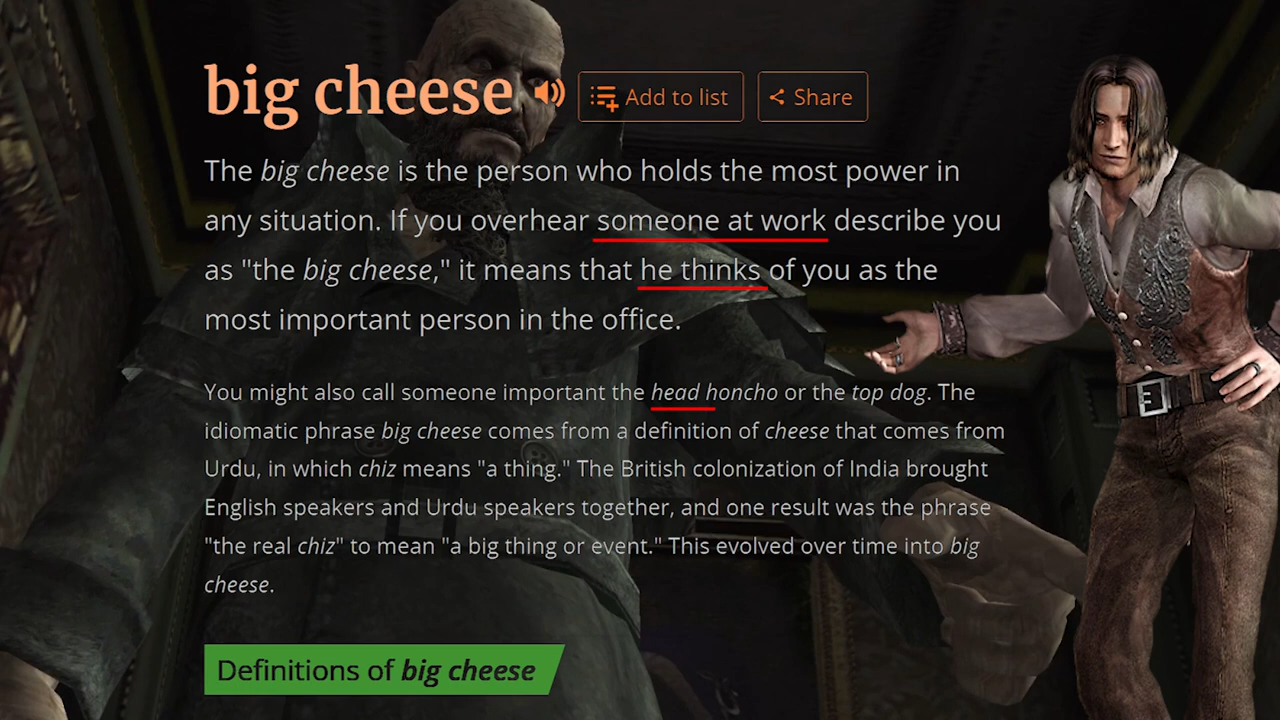 big cheese
Add to list
Share
The big cheese is the person who holds the most power in
any situation. If you overhear someone at work describe you
as "the big cheese," it means that he thinks of you as the
most important person in the office.
You might also call someone important the head honcho or the top dog. The
idiomatic phrase big cheese comes from a definition of cheese that comes from
Urdu, in which chiz means "a thing." The British colonization of India brought
English speakers and Urdu speakers together, and one result was the phrase
"the real chiz" to mean "a big thing or event." This evolved over time into big
cheese.
Definitions of big cheese